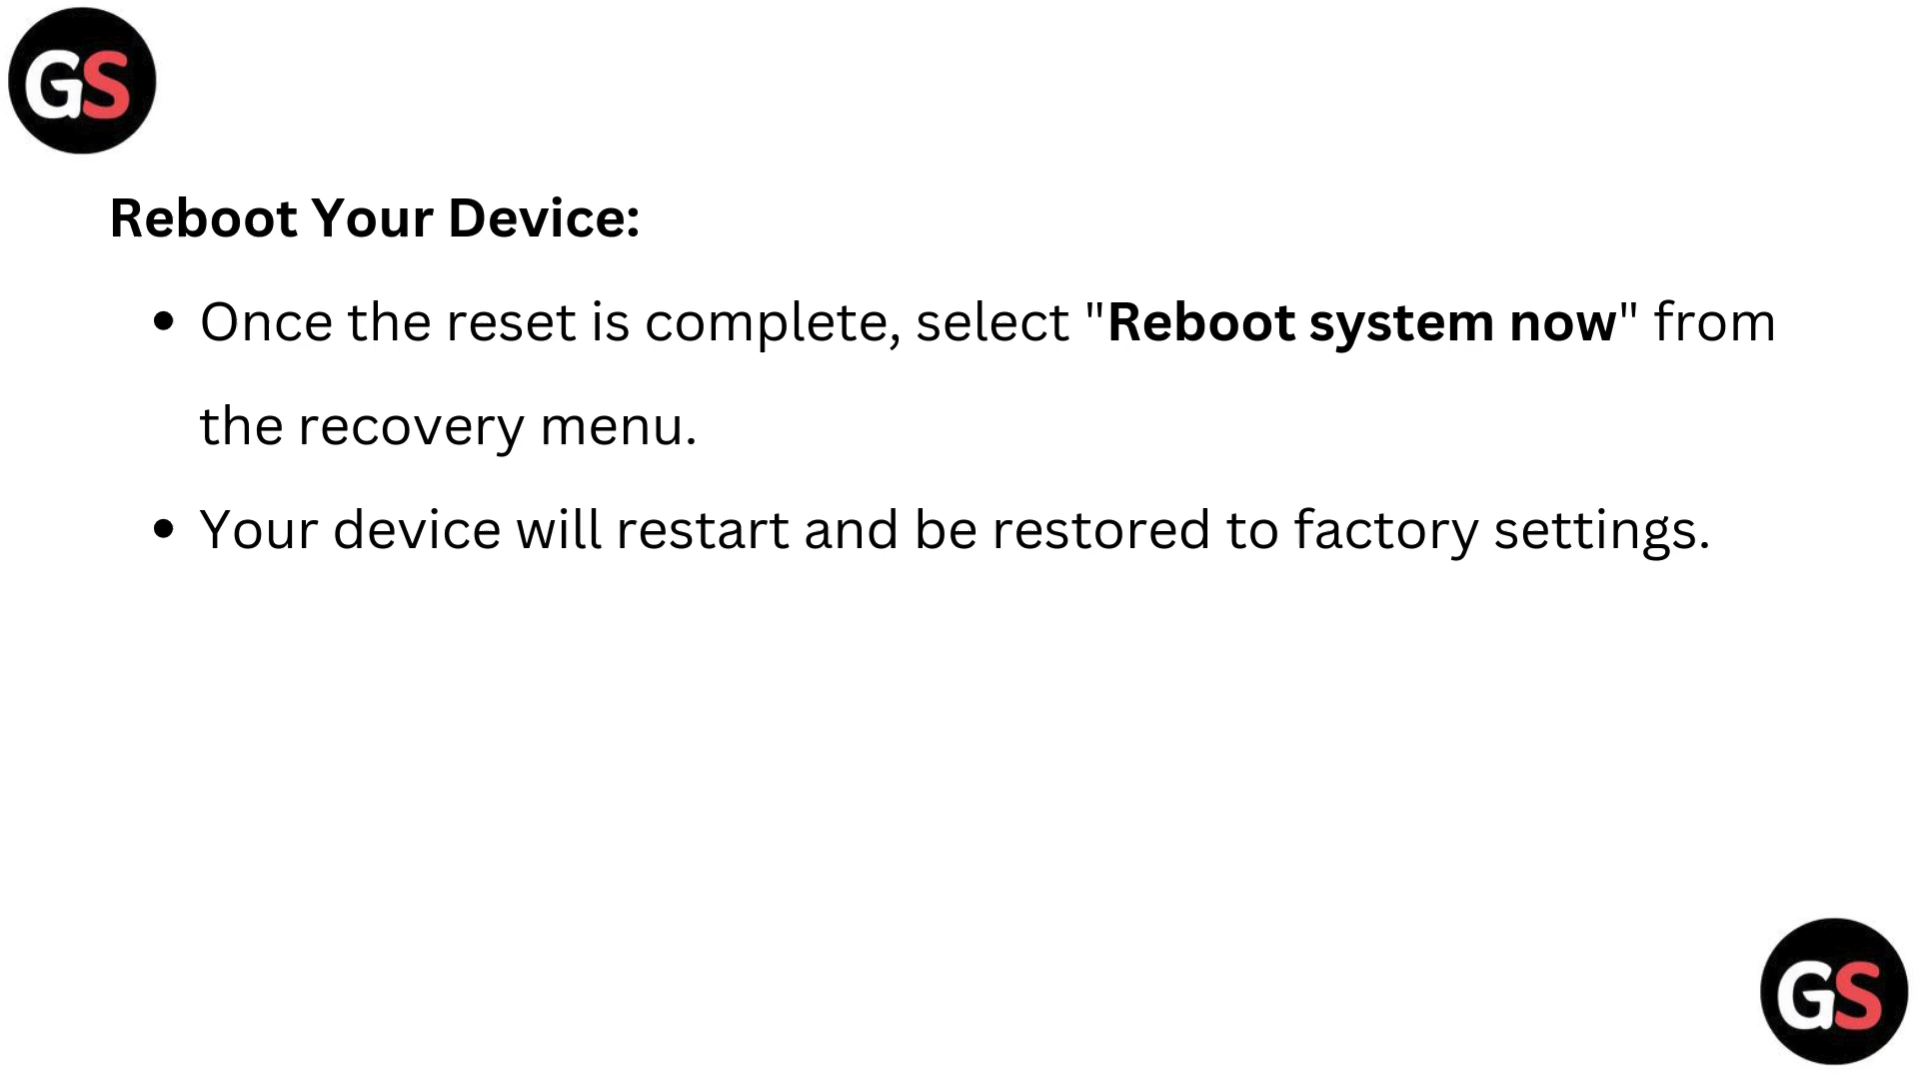 GS
Reboot Your Device:
• Once the reset is complete, select "Reboot system now" from
the recovery menu.
• Your device will restart and be restored to factory settings.
GS